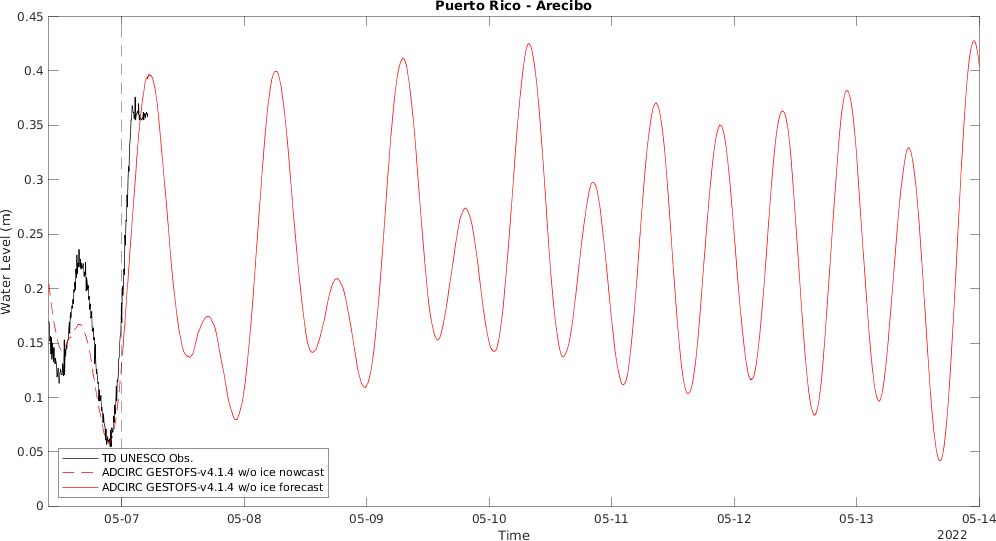 Puerto Rico - Arecibo
0.45
0.4
0.35
0.3
0.25
0.2
0.15
0.1
0.05
0
Water Level (m)
TD UNESCO Obs.
ADCIRC GESTOFS-v4.1.4 w/o ice nowcast
ADCIRC GESTOFS-v4.1.4 w/o ice forecast
05-07 05-08 05-09 05-10 05-11 05-12 05-13 05-14
Time
2022